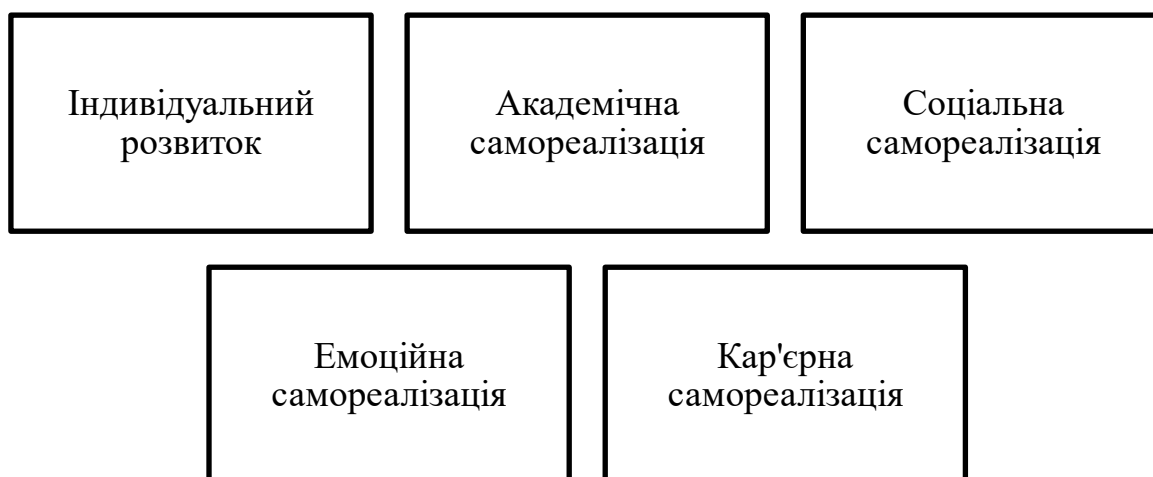 Індивідуальний
розвиток
Академічна
самореалізація
Соціальна
самореалізація
Емоційна
самореалізація
Кар'єрна
самореалізація